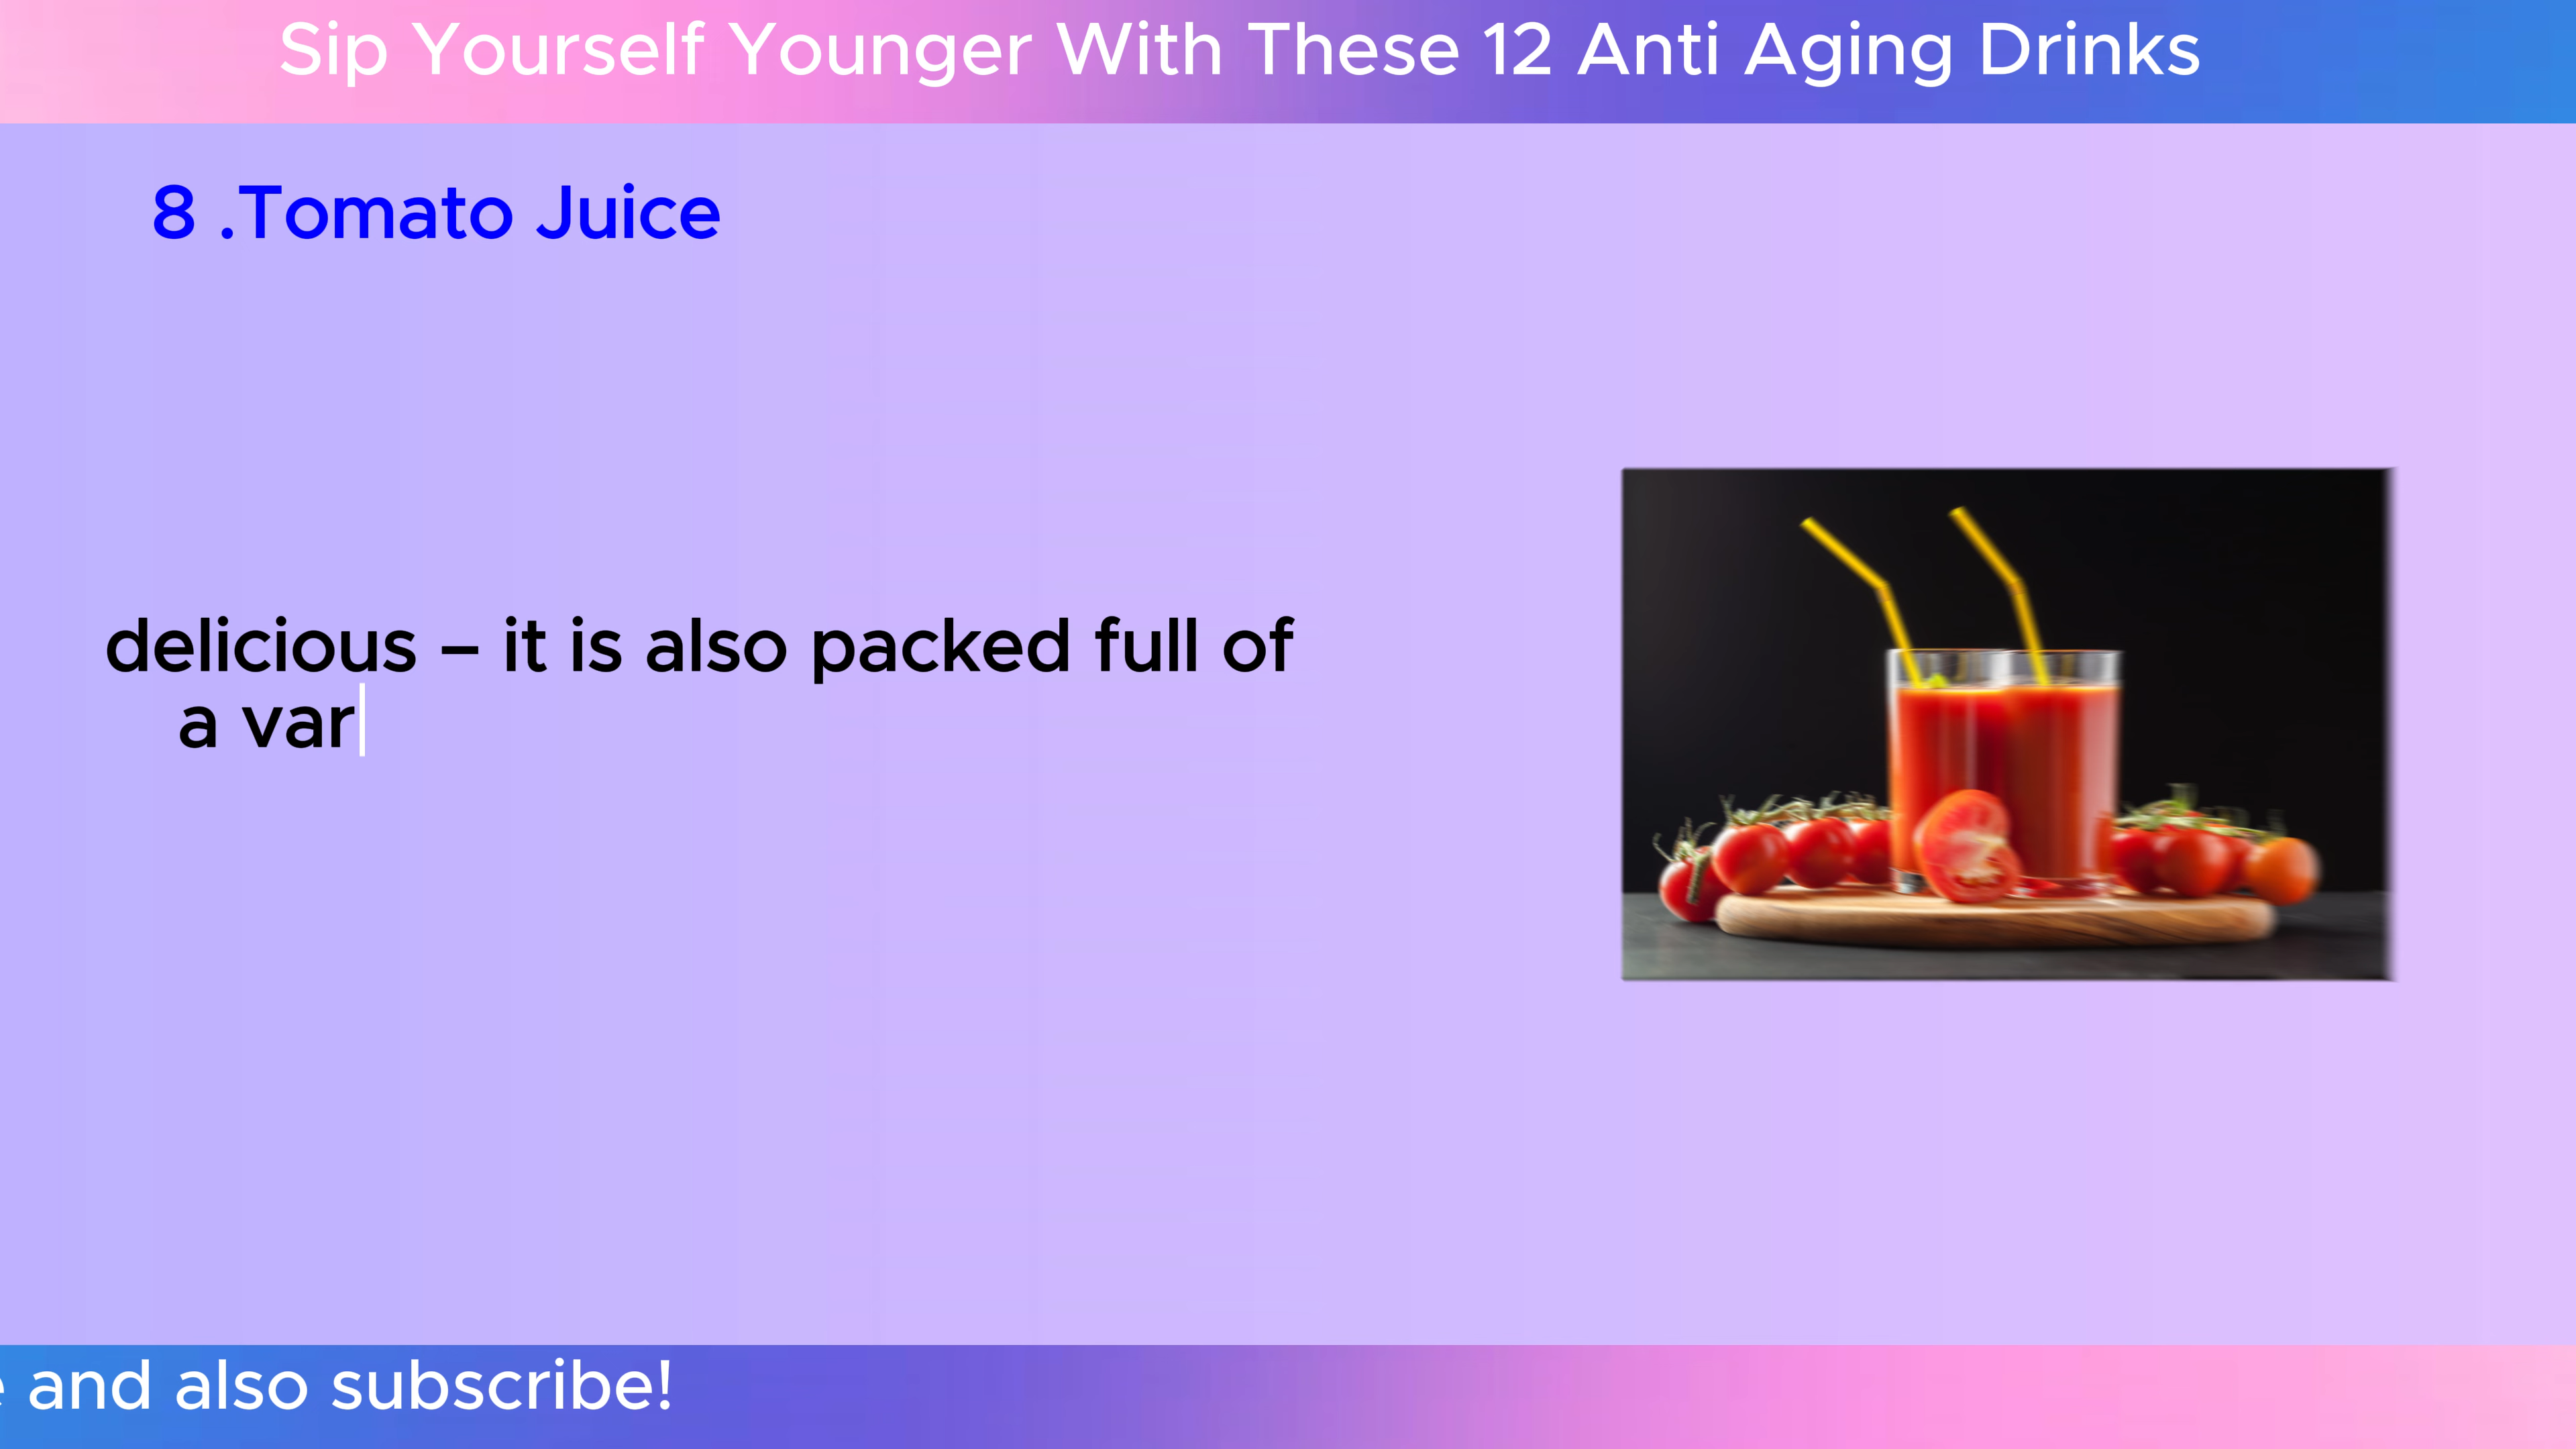 Sip Yourself Younger With These 12 Anti Aging Drinks
8 .Tomato Juice
delicious – it is also packed full of
a var
and also subscribe!